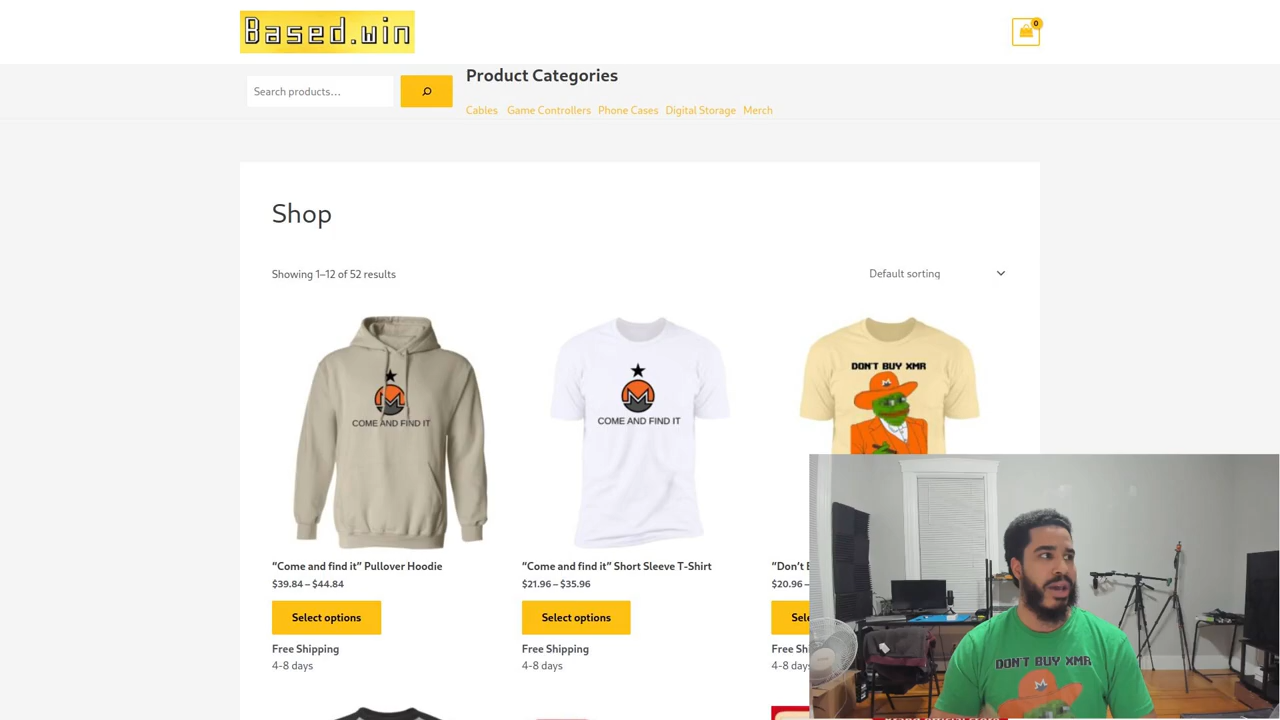 Based.win
0
Search products...
Product Categories
Cables Game Controllers Phone Cases Digital Storage Merch
Shop
Showing 1–12 of 52 results
Default sorting
COME AND FIND IT
COME AND FIND IT
DON'T BUY XMR
"Come and find it" Pullover Hoodie
"Come and find it" Short Sleeve T-Shirt
$39.84 – $44.84
$21.96 – $35.96
$20.96 –
Select options
Select options
Free Shipping
Free Shipping
4-8 days
4-8 days
DON'T BUY XMR